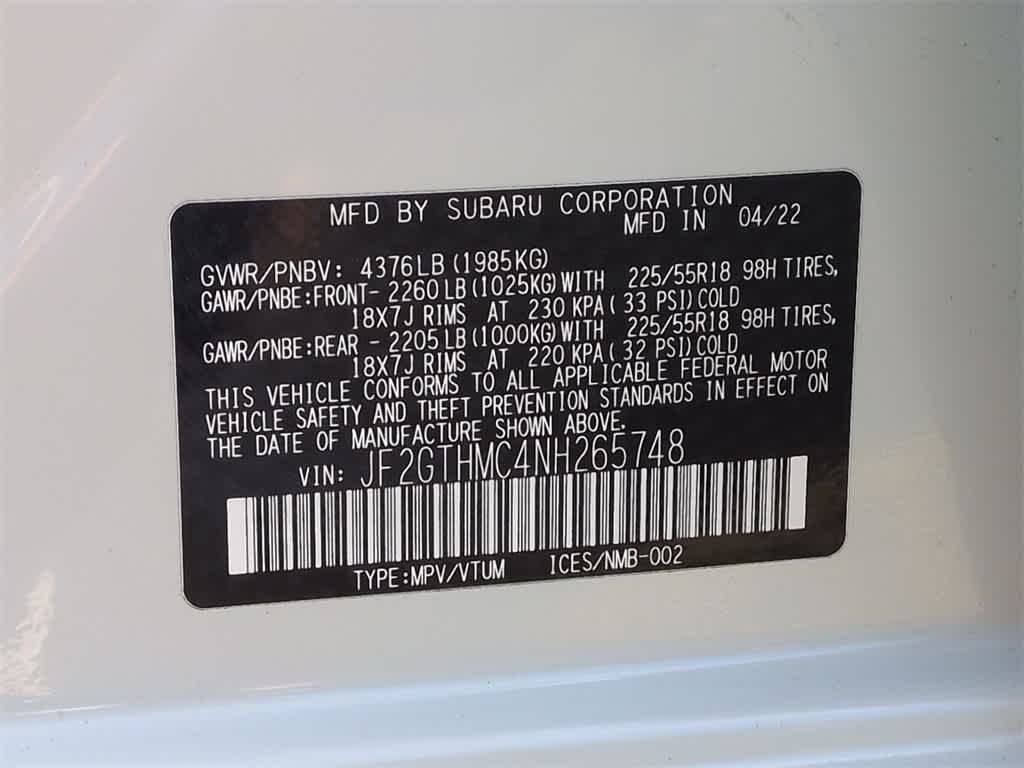 MFD BY SUBARU CORPORATION
MFD IN 04/22
GVWR/PNBV: 4376LB (1985KG)
GAWR/PNBE:FRONT- 2260LB (1025KG) WITH 225/55R18 98H TIRES,
18X7J RIMS AT 230 KPA( 33 PSI)COLD
GAWR/PNBE:REAR - 2205LB (1000KG) WITH 225/55R18 98H TIRES,
18X7J RIMS AT 220 KPA( 32 PSI)COLD
THIS VEHICLE CONFORMS TO ALL APPLICABLE FEDERAL MOTOR
VEHICLE SAFETY AND THEFT PREVENTION STANDARDS IN EFFECT ON
THE DATE OF MANUFACTURE SHOWN ABOVE.
VIN: JF2GTHMC4NH265748
TYPE:MPV/VTUM ICES/NMB-002